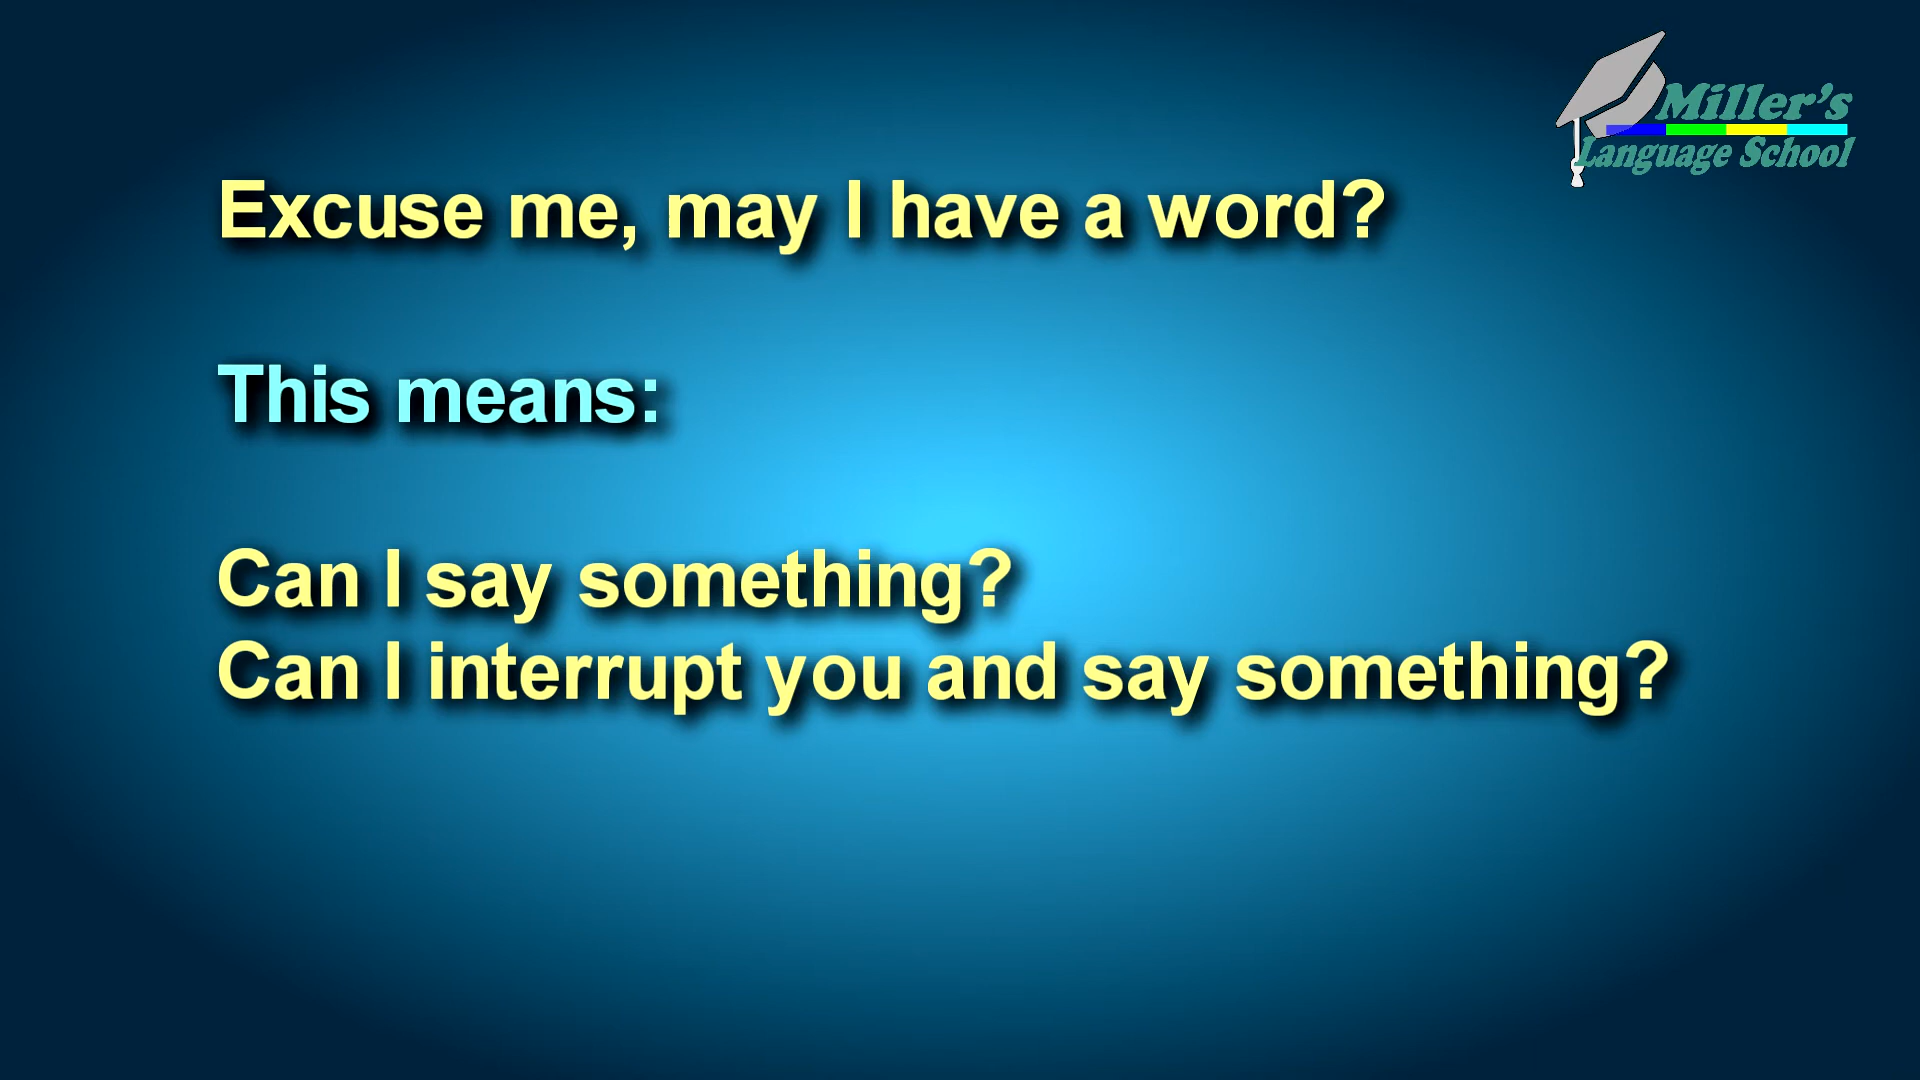 Miller's
Language School
Excuse me, may I have a word?
This means:
Can I say something?
Can I interrupt you and say something?